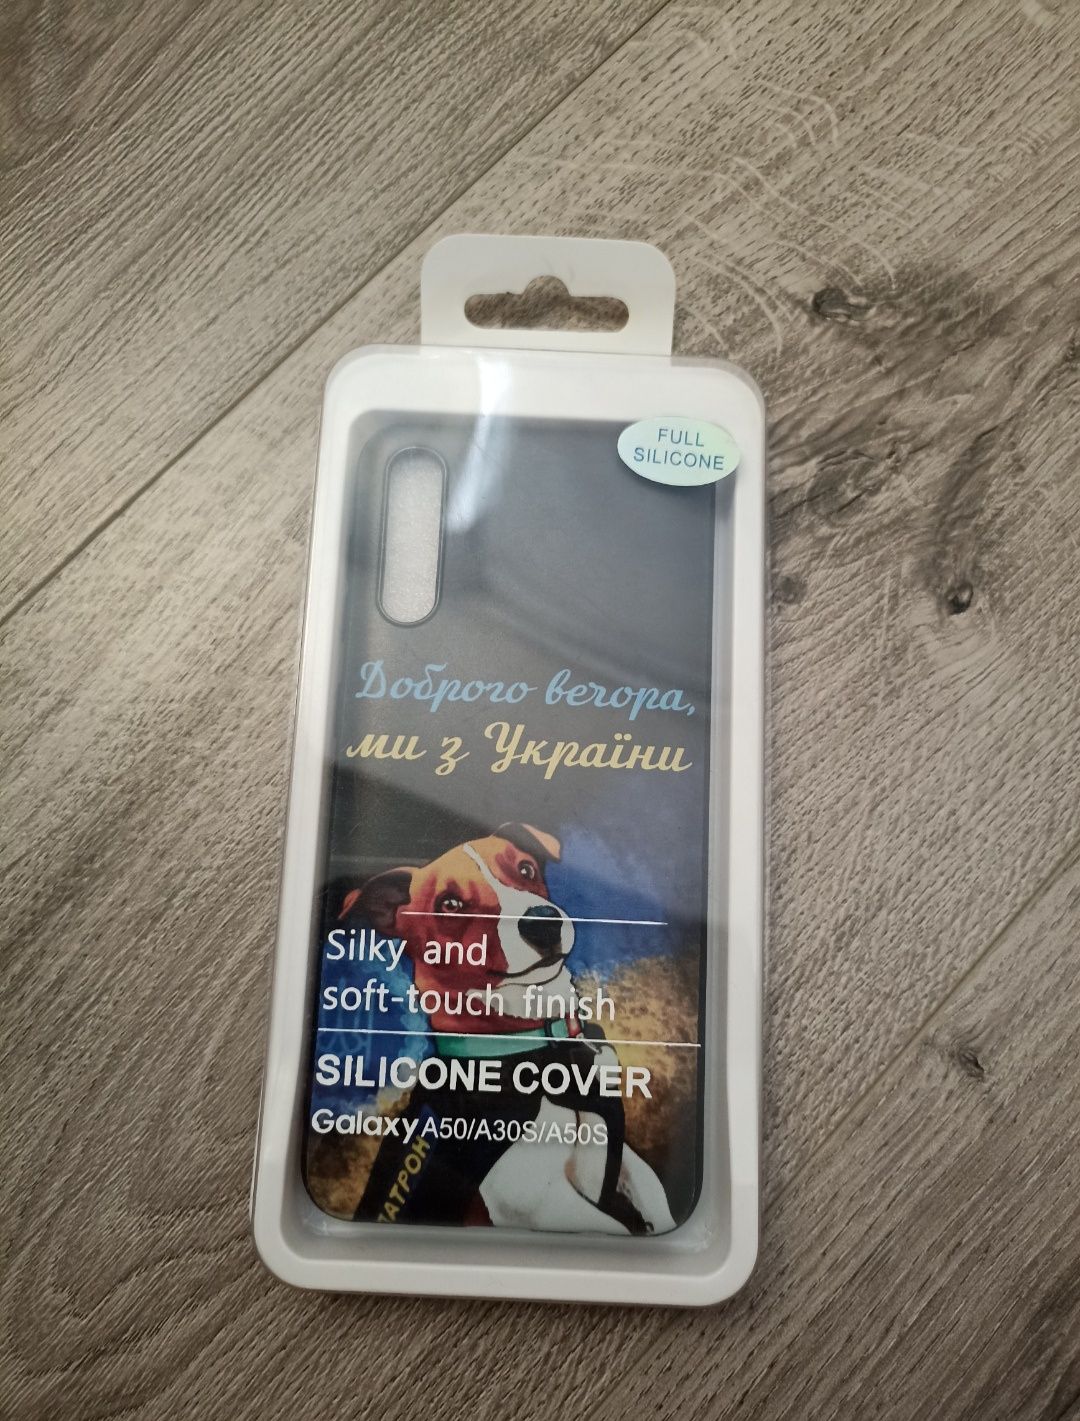 FULL
SILICONE
Доброго вечора,
ми з України
Silky and
soft-touch finish
SILICONE COVER
Galaxy A50/A30S/A50S
ПАТРОН